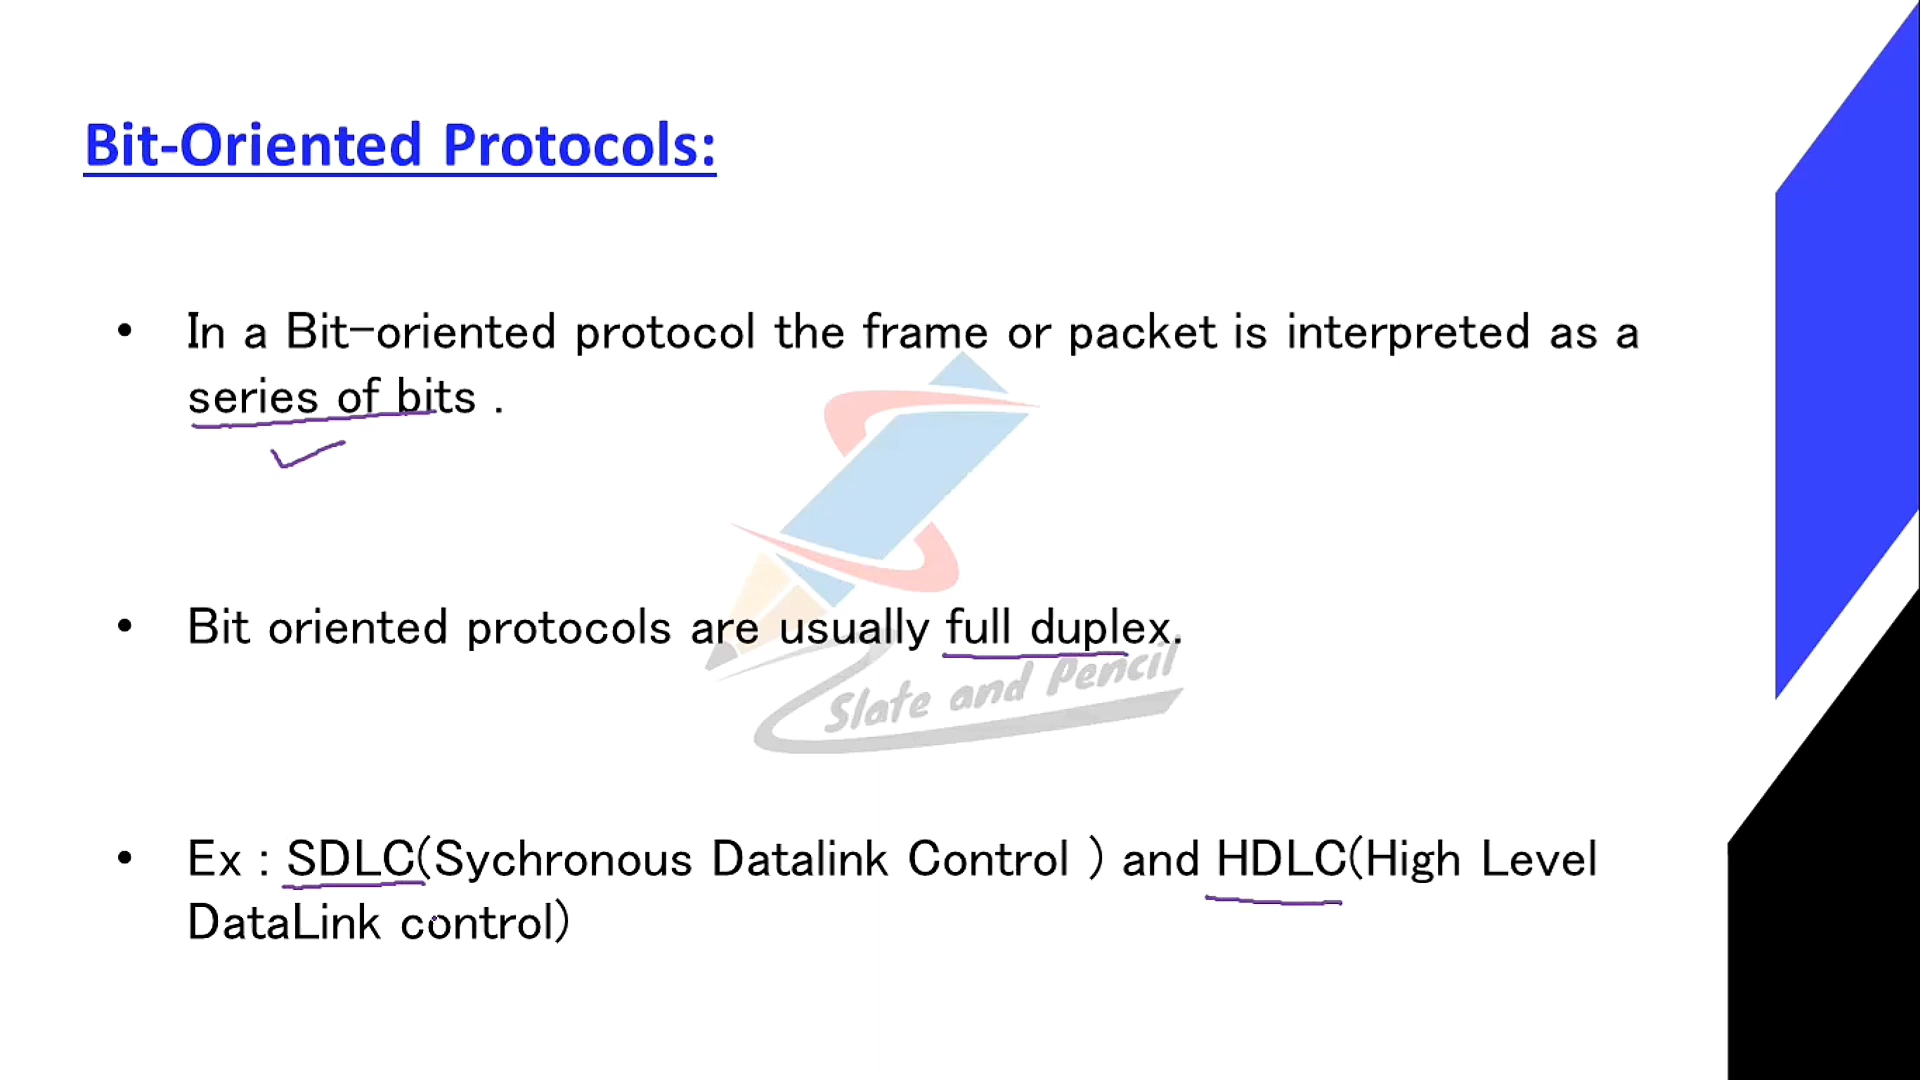 Bit-Oriented Protocols:
• In a Bit-oriented protocol the frame or packet is interpreted as a
series of bits .
• Bit oriented protocols are usually full duplex.
Slate and Pencil
• Ex : SDLC(Sychronous Datalink Control ) and HDLC(High Level
DataLink control)